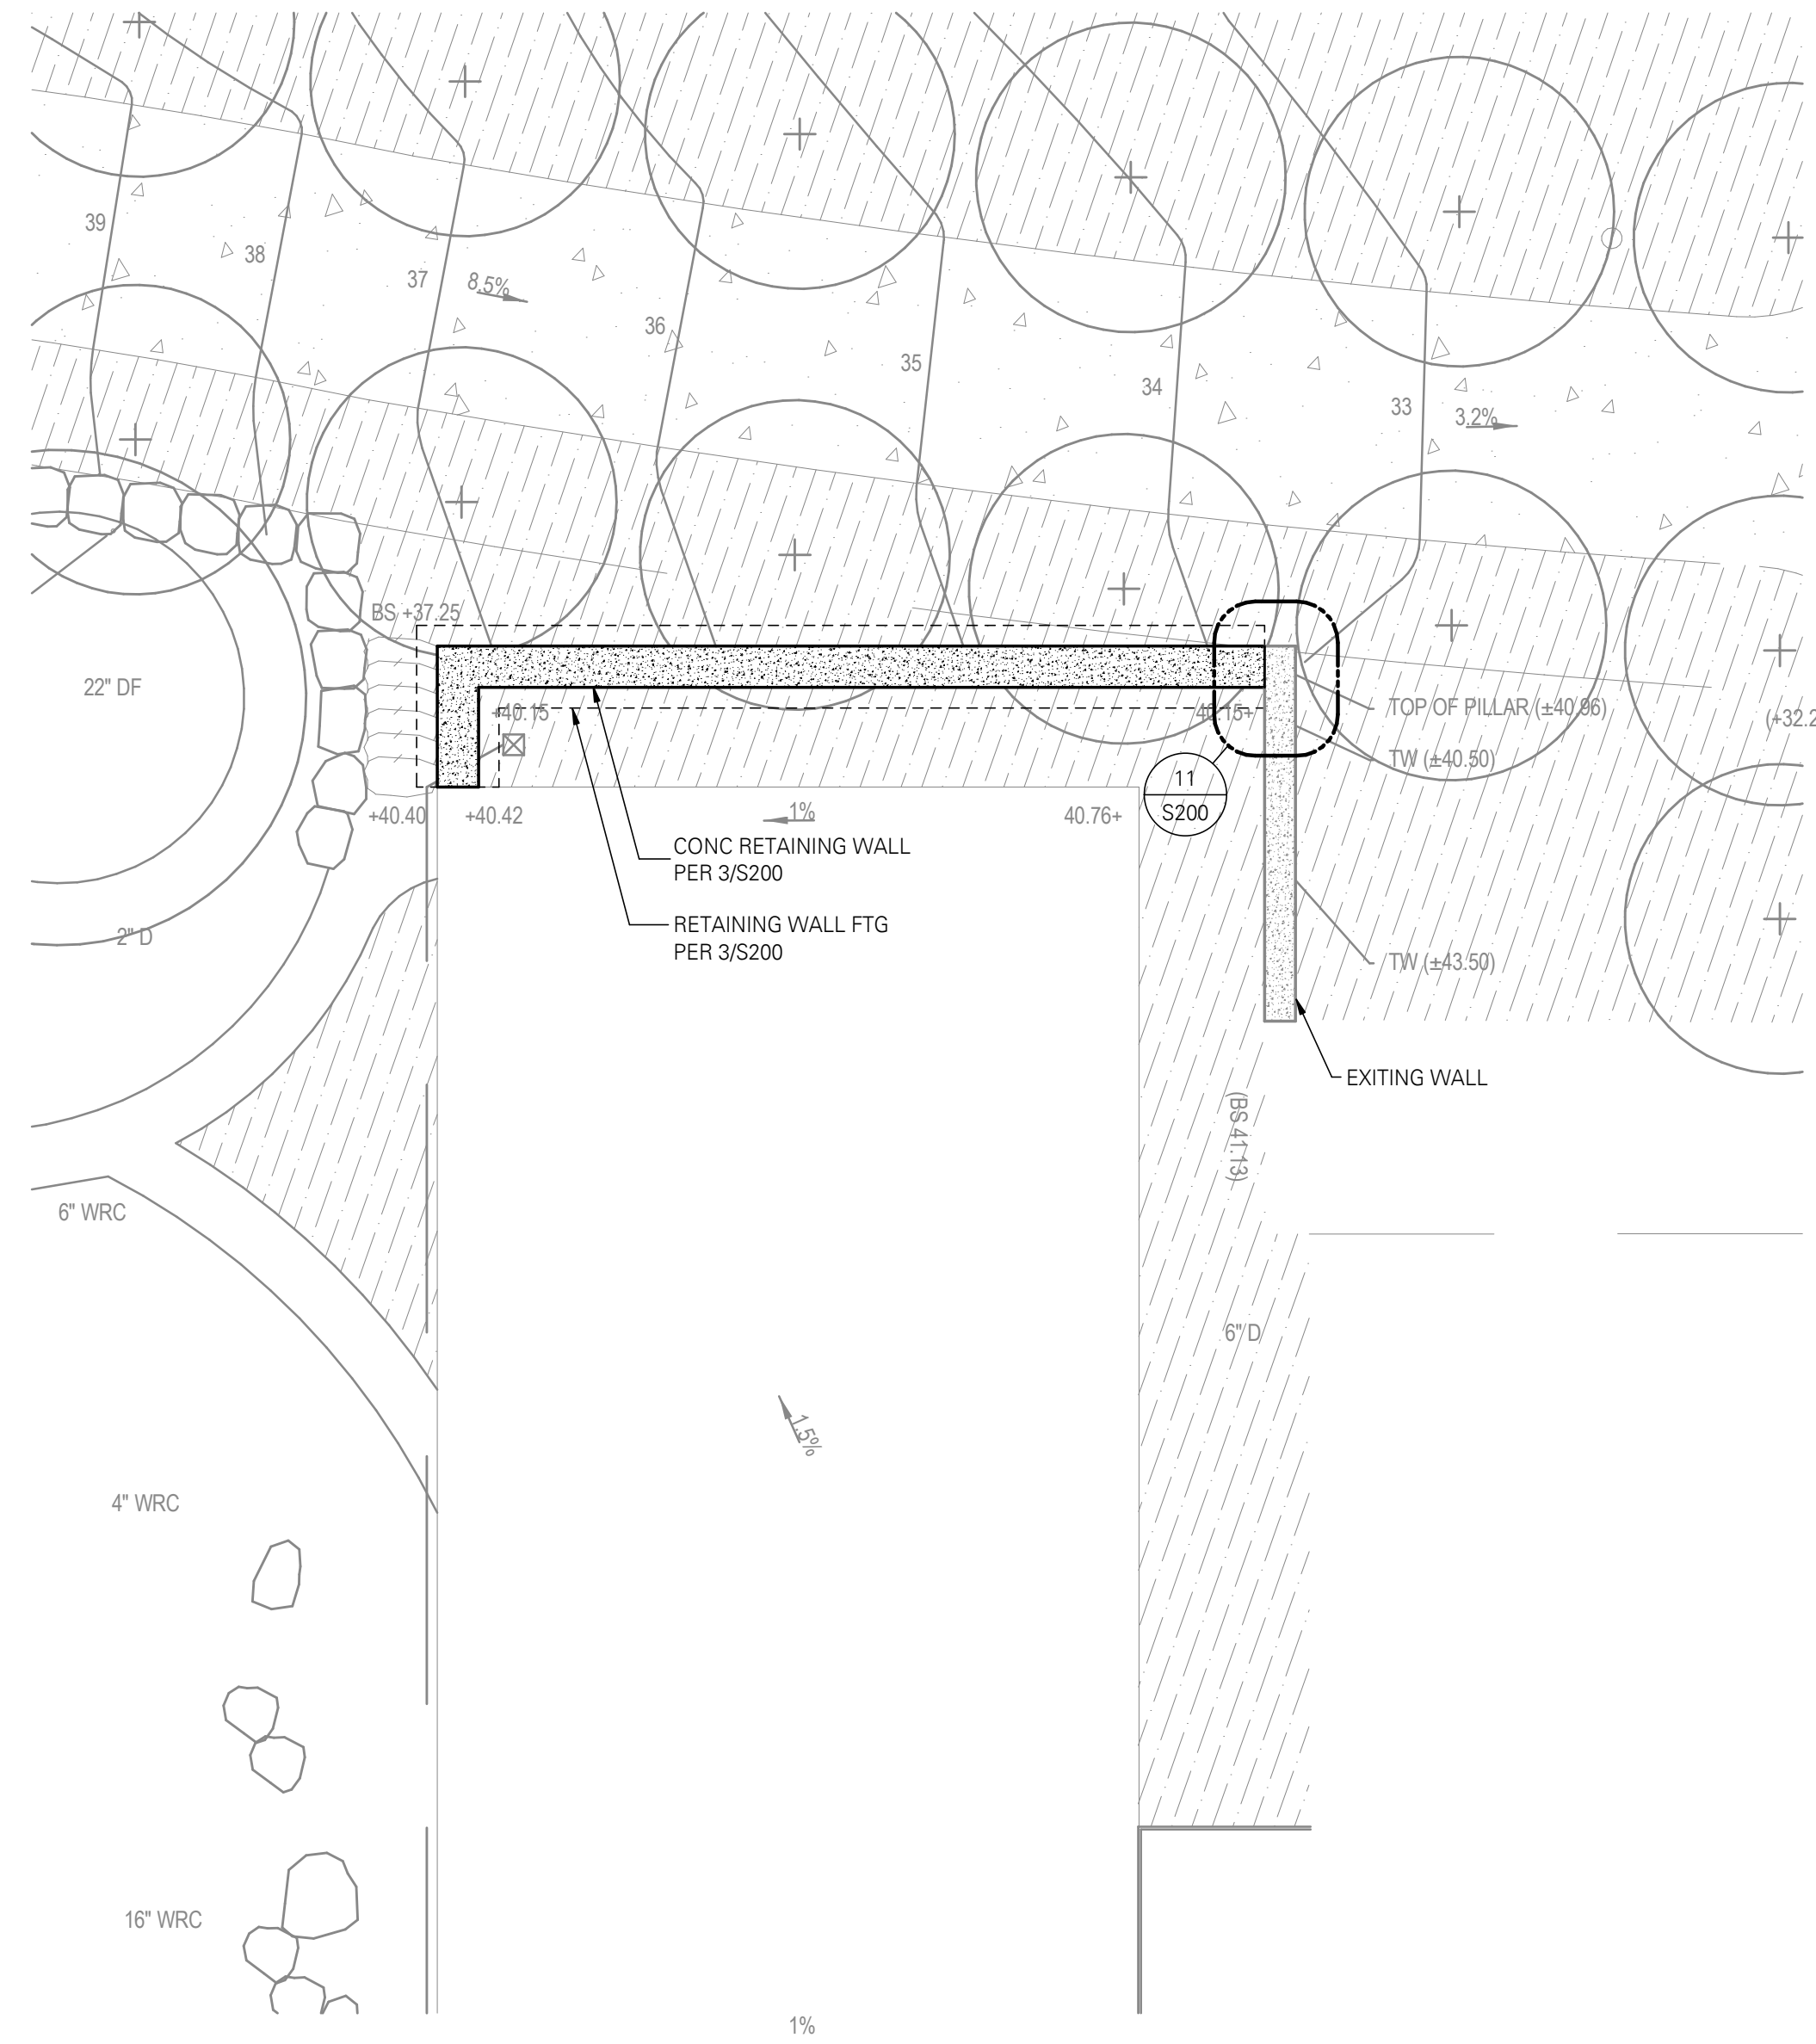 39
38
37
8.5%
36
35
34
33
3.2%
BS +37.25
22" DF
+40.15
40.15+
TOP OF PILLAR (±40.96)
TW (±40.50)
11
S200
+40.40
+40.42
1%
40.76+
CONC RETAINING WALL
PER 3/S200
RETAINING WALL FTG
PER 3/S200
2" D
TW (±43.50)
EXITING WALL
(BS 41.13)
6" WRC
6" D
1.5%
4" WRC
16" WRC
1%